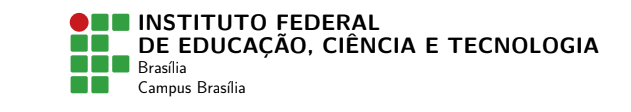 INSTITUTO FEDERAL
DE EDUCAÇÃO, CIÊNCIA E TECNOLOGIA
Brasília
Campus Brasília